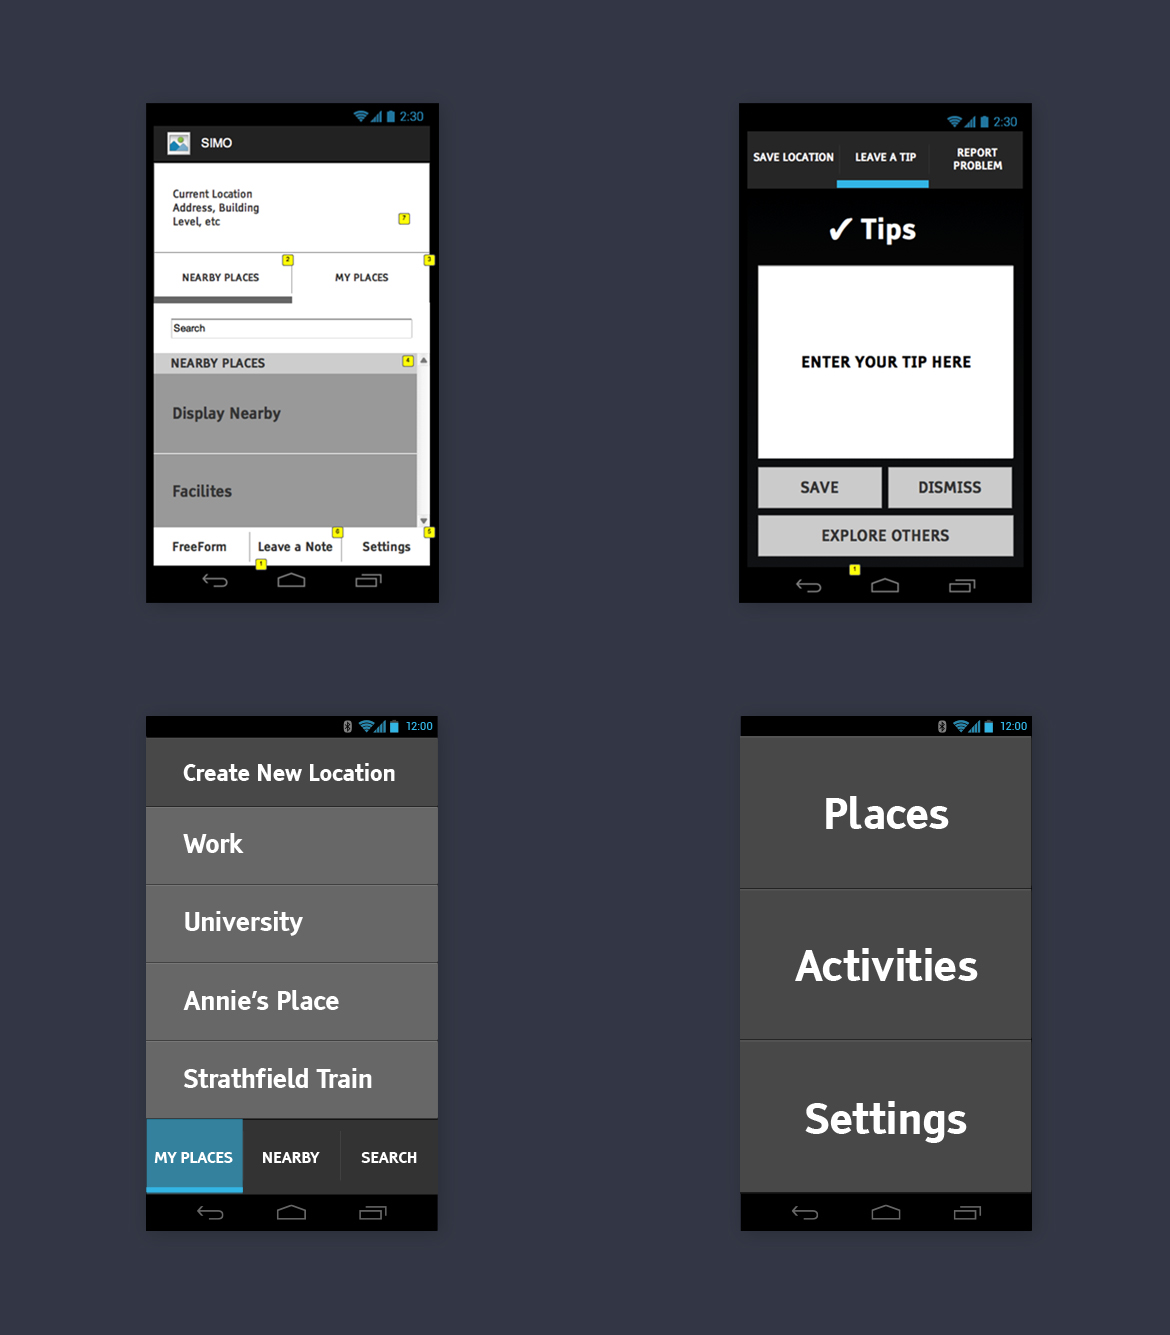 2:30
SIMO
Current Location
Address, Building
Level, etc
7
2
3
NEARBY PLACES
MY PLACES
Search
NEARBY PLACES
4
Display Nearby
Facilites
6
5
FreeForm
Leave a Note
Settings
1
2:30
SAVE LOCATION
LEAVE A TIP
REPORT
PROBLEM
✓ Tips
ENTER YOUR TIP HERE
SAVE
DISMISS
EXPLORE OTHERS
1
12:00
Create New Location
Work
University
Annie's Place
Strathfield Train
MY PLACES
NEARBY
SEARCH
12:00
Places
Activities
Settings